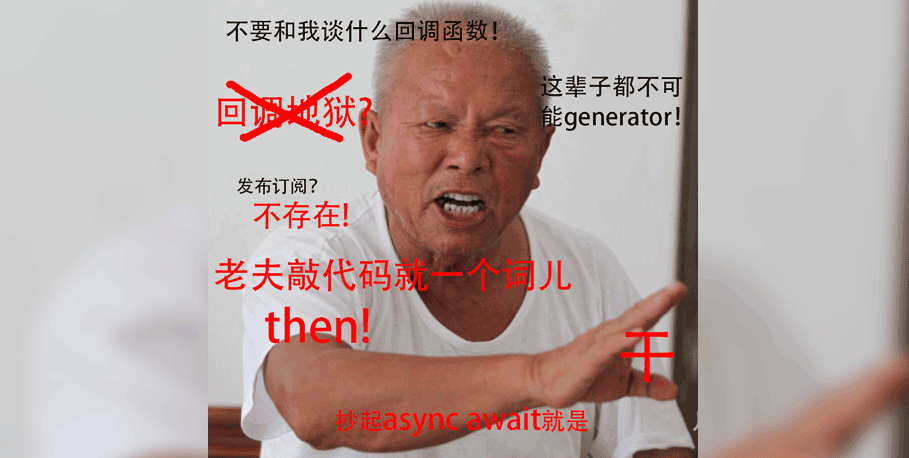 不要和我谈什么回调函数!
这辈子都不可
能generator!
回调地狱?
发布订阅?
不存在!
老夫敲代码就一个词儿
then!
干
抄起async await就是